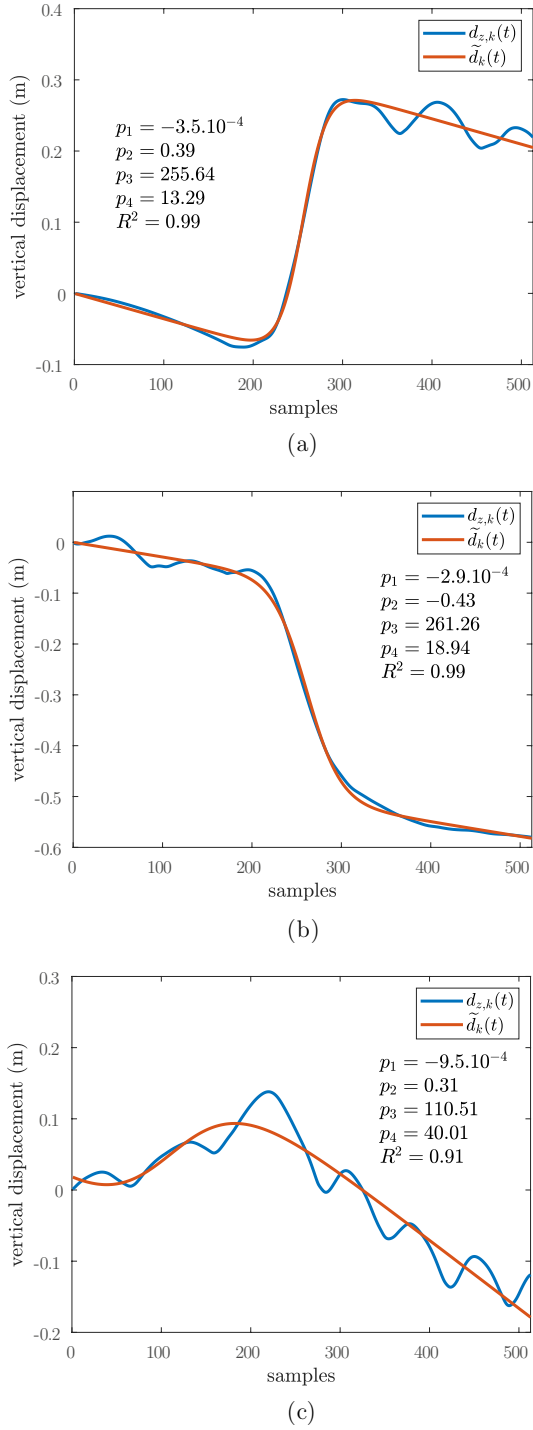 0.4
0.3
0.2
0.1
0
-0.1
vertical displacement (m)
d_{z,k}(t)
\widetilde{d}_k(t)
p_1 = −3.5.10^{−4}
p_2 = 0.39
p_3 = 255.64
p_4 = 13.29
R^2 = 0.99
0 100 200 300 400 500
samples
(a)
0
-0.1
-0.2
-0.3
-0.4
-0.5
-0.6
vertical displacement (m)
d_{z,k}(t)
\widetilde{d}_k(t)
p_1 = −2.9.10^{−4}
p_2 = −0.43
p_3 = 261.26
p_4 = 18.94
R^2 = 0.99
0 100 200 300 400 500
samples
(b)
0.3
0.2
0.1
0
-0.1
-0.2
vertical displacement (m)
d_{z,k}(t)
\widetilde{d}_k(t)
p_1 = −9.5.10^{−4}
p_2 = 0.31
p_3 = 110.51
p_4 = 40.01
R^2 = 0.91
0 100 200 300 400 500
samples
(c)